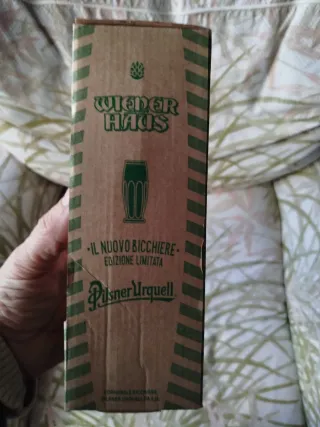 WIENER
HAUS
·IL NUOVO BICCHIERE·
EDIZIONE LIMITATA
Pilsner Urquell